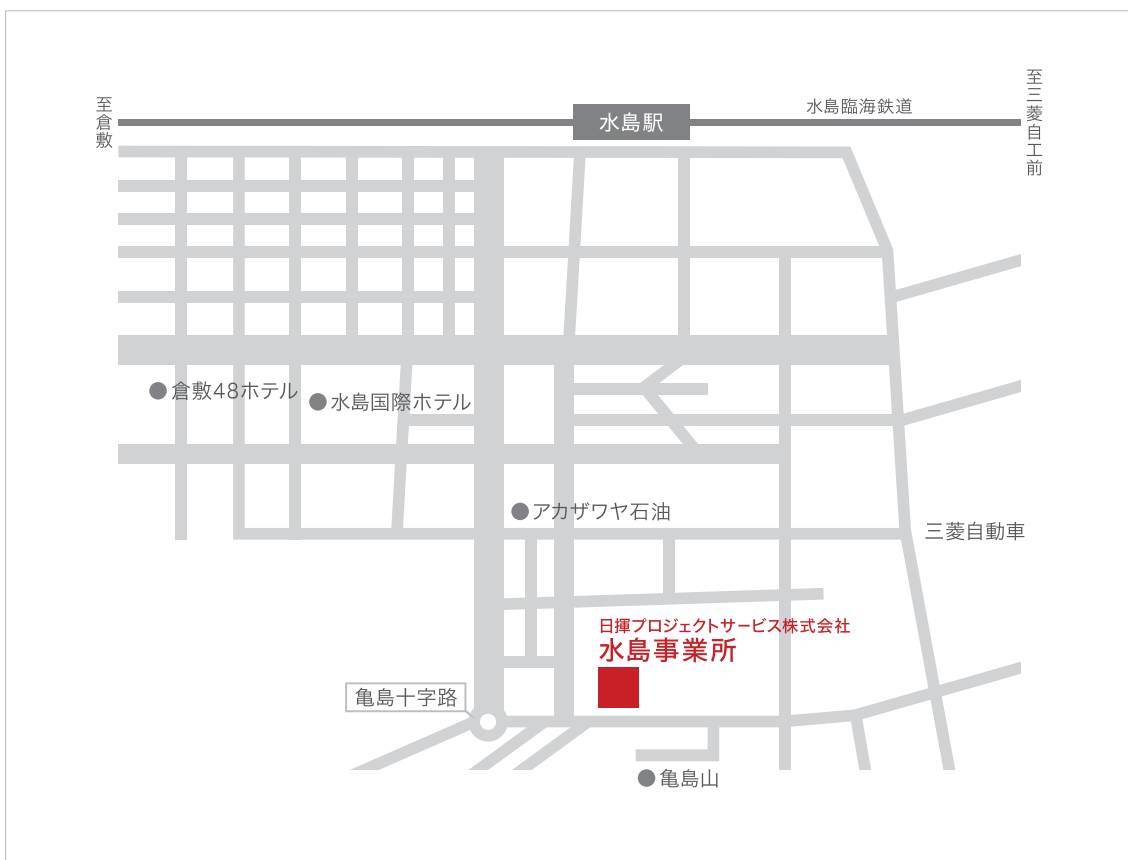 至三菱自工前
至倉敷
水島臨海鉄道
水島駅
倉敷48ホテル
水島国際ホテル
アカザワヤ石油
三菱自動車
日揮プロジェクトサービス株式会社
水島事業所
亀島十字路
亀島山